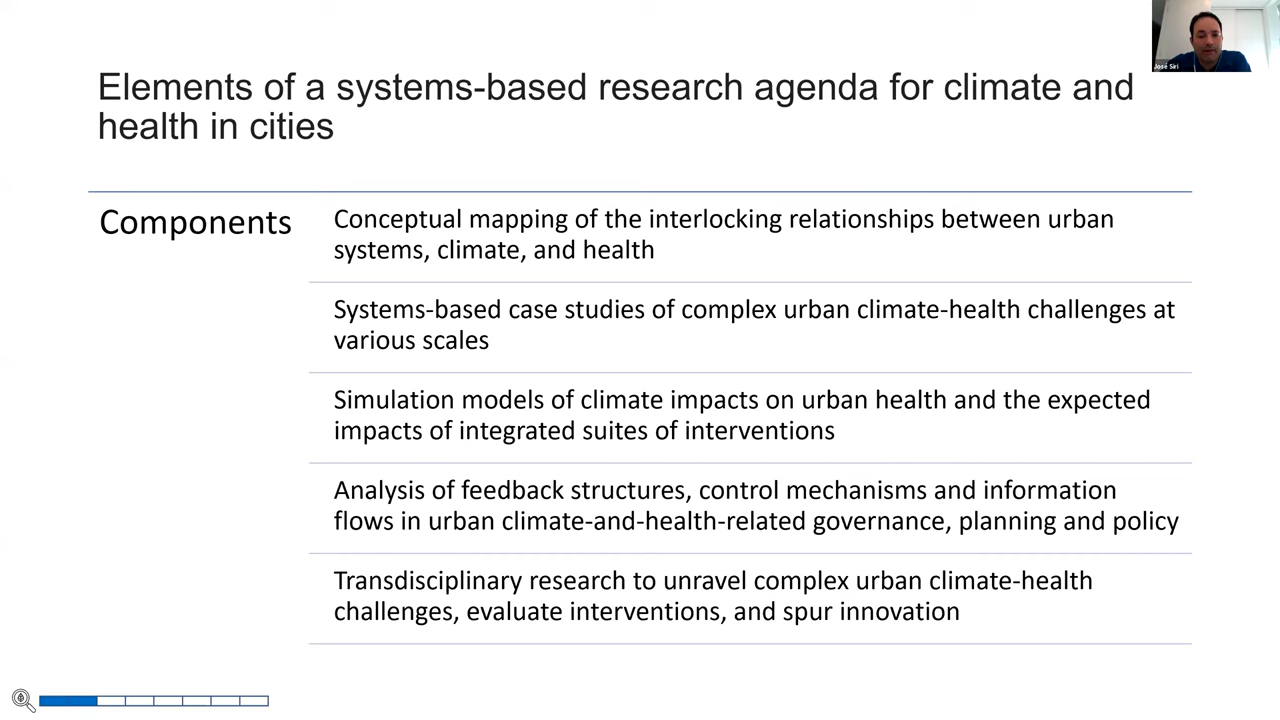 José Siri
Elements of a systems-based research agenda for climate and
health in cities
Components
Conceptual mapping of the interlocking relationships between urban
systems, climate, and health
Systems-based case studies of complex urban climate-health challenges at
various scales
Simulation models of climate impacts on urban health and the expected
impacts of integrated suites of interventions
Analysis of feedback structures, control mechanisms and information
flows in urban climate-and-health-related governance, planning and policy
Transdisciplinary research to unravel complex urban climate-health
challenges, evaluate interventions, and spur innovation